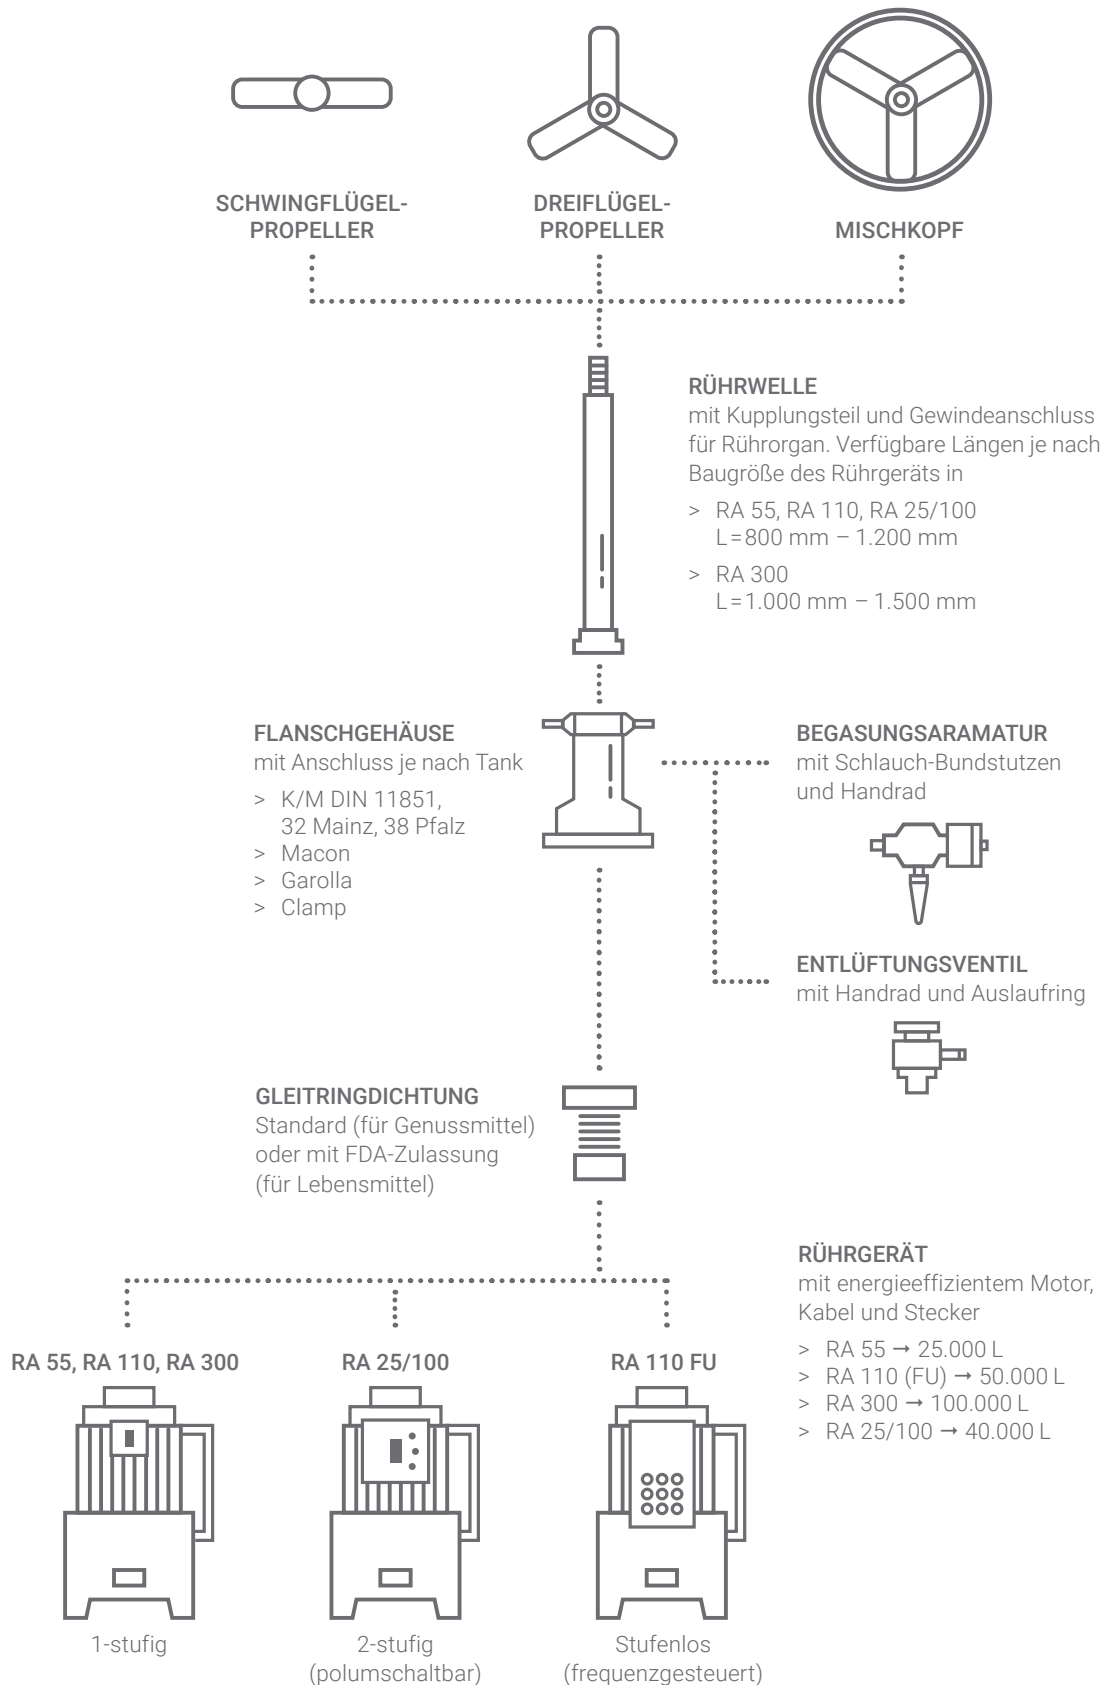 SCHWINGFLÜGEL-
PROPELLER
DREIFLÜGEL-
PROPELLER
MISCHKOPF
RÜHRWELLE
mit Kupplungsteil und Gewindeanschluss
für Rührorgan. Verfügbare Längen je nach
Baugröße des Rührgeräts in
> RA 55, RA 110, RA 25/100
L=800 mm – 1.200 mm
> RA 300
L=1.000 mm – 1.500 mm
FLANSCHGEHÄUSE
mit Anschluss je nach Tank
> K/M DIN 11851,
32 Mainz, 38 Pfalz
> Macon
> Garolla
> Clamp
BEGASUNGSARAMATUR
mit Schlauch-Bundstutzen
und Handrad
ENTLÜFTUNGSVENTIL
mit Handrad und Auslaufring
GLEITRINGDICHTUNG
Standard (für Genussmittel)
oder mit FDA-Zulassung
(für Lebensmittel)
RÜHRGERÄT
mit energieeffizientem Motor,
Kabel und Stecker
> RA 55 → 25.000 L
> RA 110 (FU) → 50.000 L
> RA 300 → 100.000 L
> RA 25/100 → 40.000 L
RA 55, RA 110, RA 300
1-stufig
RA 25/100
2-stufig
(polumschaltbar)
RA 110 FU
Stufenlos
(frequenzgesteuert)